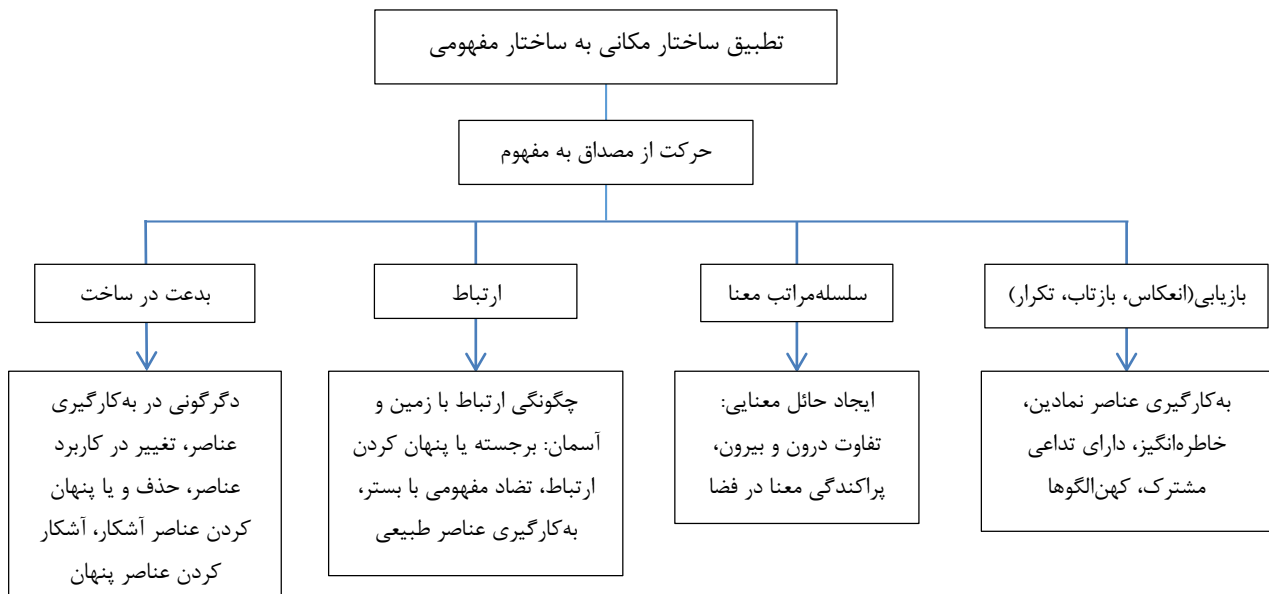 تطبیق ساختار مکانی به ساختار مفهومی
حرکت از مصداق به مفهوم
بازیابی(انعکاس، بازتاب، تکرار)
سلسله‌مراتب معنا
ارتباط
بدعت در ساخت
به‌کارگیری عناصر نمادین،
خاطره‌انگیز، دارای تداعی
مشترک، کهن‌الگوها
ایجاد حائل معنایی:
تفاوت درون و بیرون،
پراکندگی معنا در فضا
چگونگی ارتباط با زمین و
آسمان: برجسته یا پنهان کردن
ارتباط، تضاد مفهومی با بستر،
به‌کارگیری عناصر طبیعی
دگرگونی در به‌کارگیری
عناصر، تغییر در کاربرد
عناصر، حذف و یا پنهان
کردن عناصر آشکار، آشکار
کردن عناصر پنهان